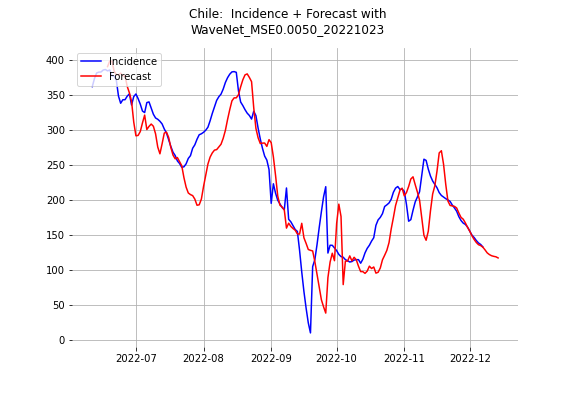 Chile:  Incidence + Forecast with
WaveNet_MSE0.0050_20221023
Incidence
Forecast
400
350
300
250
200
150
100
50
0
2022-07 2022-08 2022-09 2022-10 2022-11 2022-12